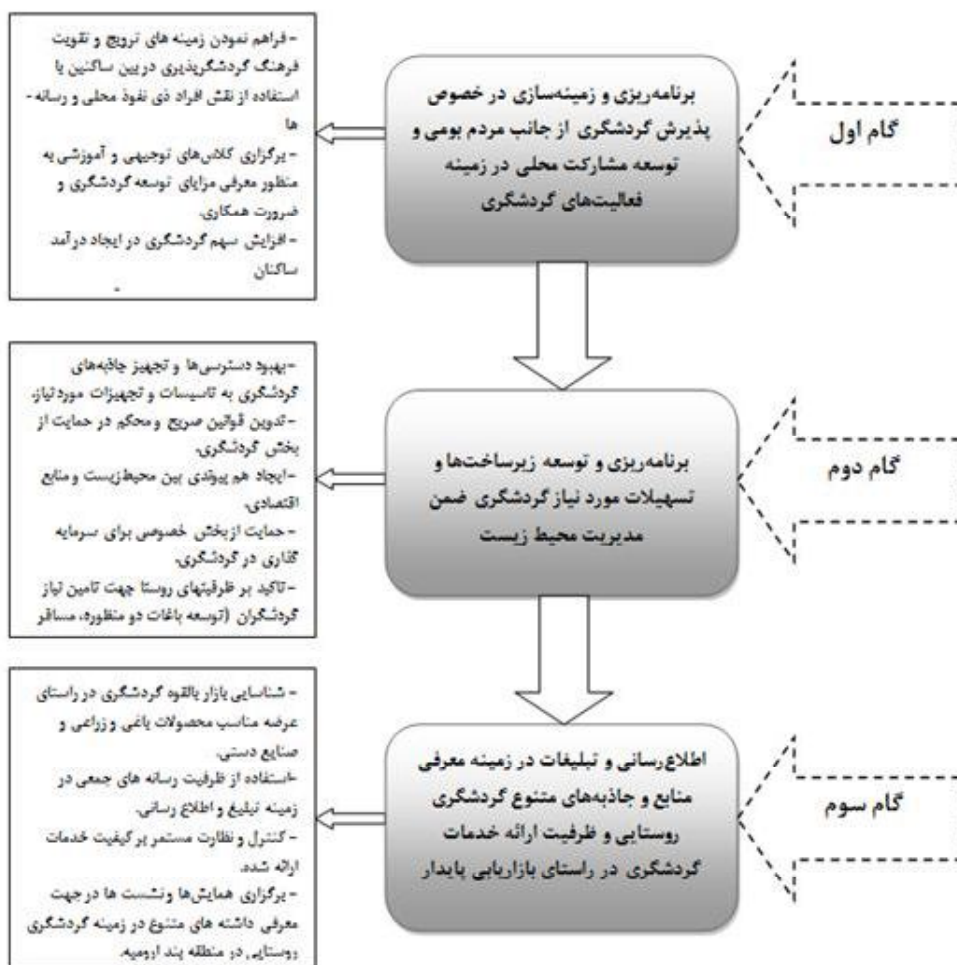 گام اول
برنامه‌ریزی و زمینه‌سازی در خصوص
پذیرش گردشگری از جانب مردم بومی و
توسعه مشارکت محلی در زمینه
فعالیت‌های گردشگری
- فراهم نمودن زمینه های ترویج و تقویت
فرهنگ گردشگرپذیری در بین ساکنین با
استفاده از نقش افراد ذی نفوذ محلی و رسانه-
ها
- برگزاری کلاس‌های توجیهی و آموزشی به
منظور معرفی مزایای توسعه گردشگری و
ضرورت همکاری.
- افزایش سهم گردشگری در ایجاد درآمد
ساکنان
گام دوم
برنامه‌ریزی و توسعه زیرساخت‌ها و
تسهیلات مورد نیاز گردشگری ضمن
مدیریت محیط زیست
-بهبود دسترسی‌ها و تجهیز جاذبه‌های
گردشگری به تاسیسات و تجهیزات مورد نیاز.
- تدوین قوانین صریح و محکم در حمایت از
بخش گردشگری.
- ایجاد هم پیوندی بین محیط‌زیست و منابع
اقتصادی.
- حمایت از بخش خصوصی برای سرمایه
گذاری در گردشگری.
- تاکید بر ظرفیتهای روستا جهت تامین نیاز
گردشگران (توسعه باغات دو منظوره، مسافر
گام سوم
اطلاع‌رسانی و تبلیغات در زمینه معرفی
منابع و جاذبه‌های متنوع گردشگری
روستایی و ظرفیت ارائه خدمات
گردشگری در راستای بازاریابی پایدار
- شناسایی بازار بالقوه گردشگری در راستای
عرضه مناسب محصولات باغی و زراعی و
صنایع دستی.
-استفاده از ظرفیت رسانه های جمعی در
زمینه تبلیغ و اطلاع رسانی.
- کنترل و نظارت مستمر بر کیفیت خدمات
ارائه شده.
- برگزاری همایش‌ها و نشست ها در جهت
معرفی داشته های متنوع در زمینه گردشگری
روستایی در منطقه بند ارومیه.